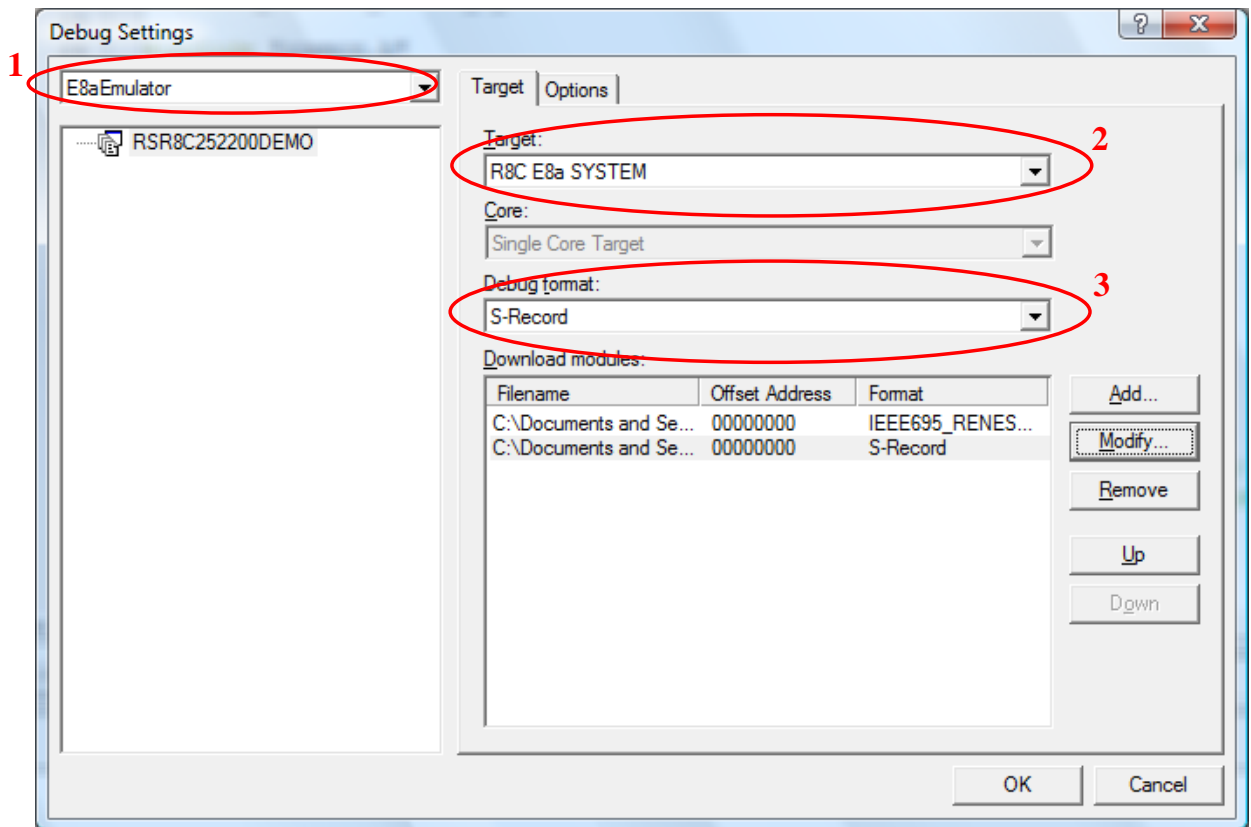 Debug Settings
1
E8aEmulator
RSR8C252200DEMO
Target Options
Target:
2
R8C E8a SYSTEM
Core:
Single Core Target
Debug format:
3
S-Record
Download modules:
Filename Offset Address Format
C:\Documents and Se... 00000000 IEEE695_RENES...
C:\Documents and Se... 00000000 S-Record
Add...
Modify...
Remove
Up
Down
OK Cancel